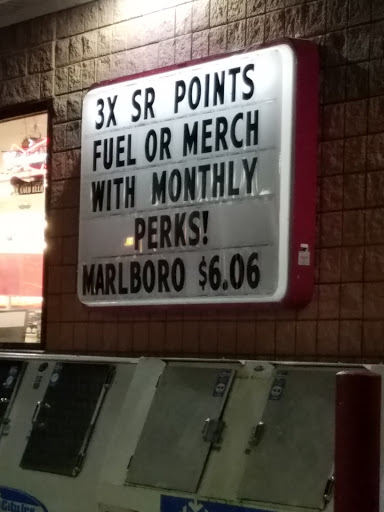 3X SR POINTS
FUEL OR MERCH
WITH MONTHLY
PERKS!
MARLBORO $6.06